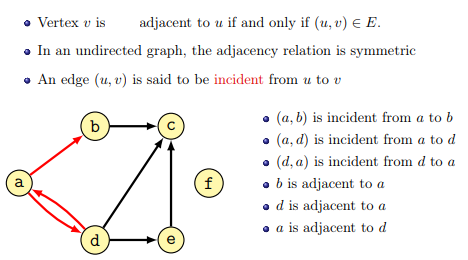 Vertex v is adjacent to u if and only if (u, v) ∈ E.
In an undirected graph, the adjacency relation is symmetric
An edge (u, v) is said to be incident from u to v
(a, b) is incident from a to b
(a, d) is incident from a to d
(d, a) is incident from d to a
b is adjacent to a
d is adjacent to a
a is adjacent to d
b
c
a
f
d
e